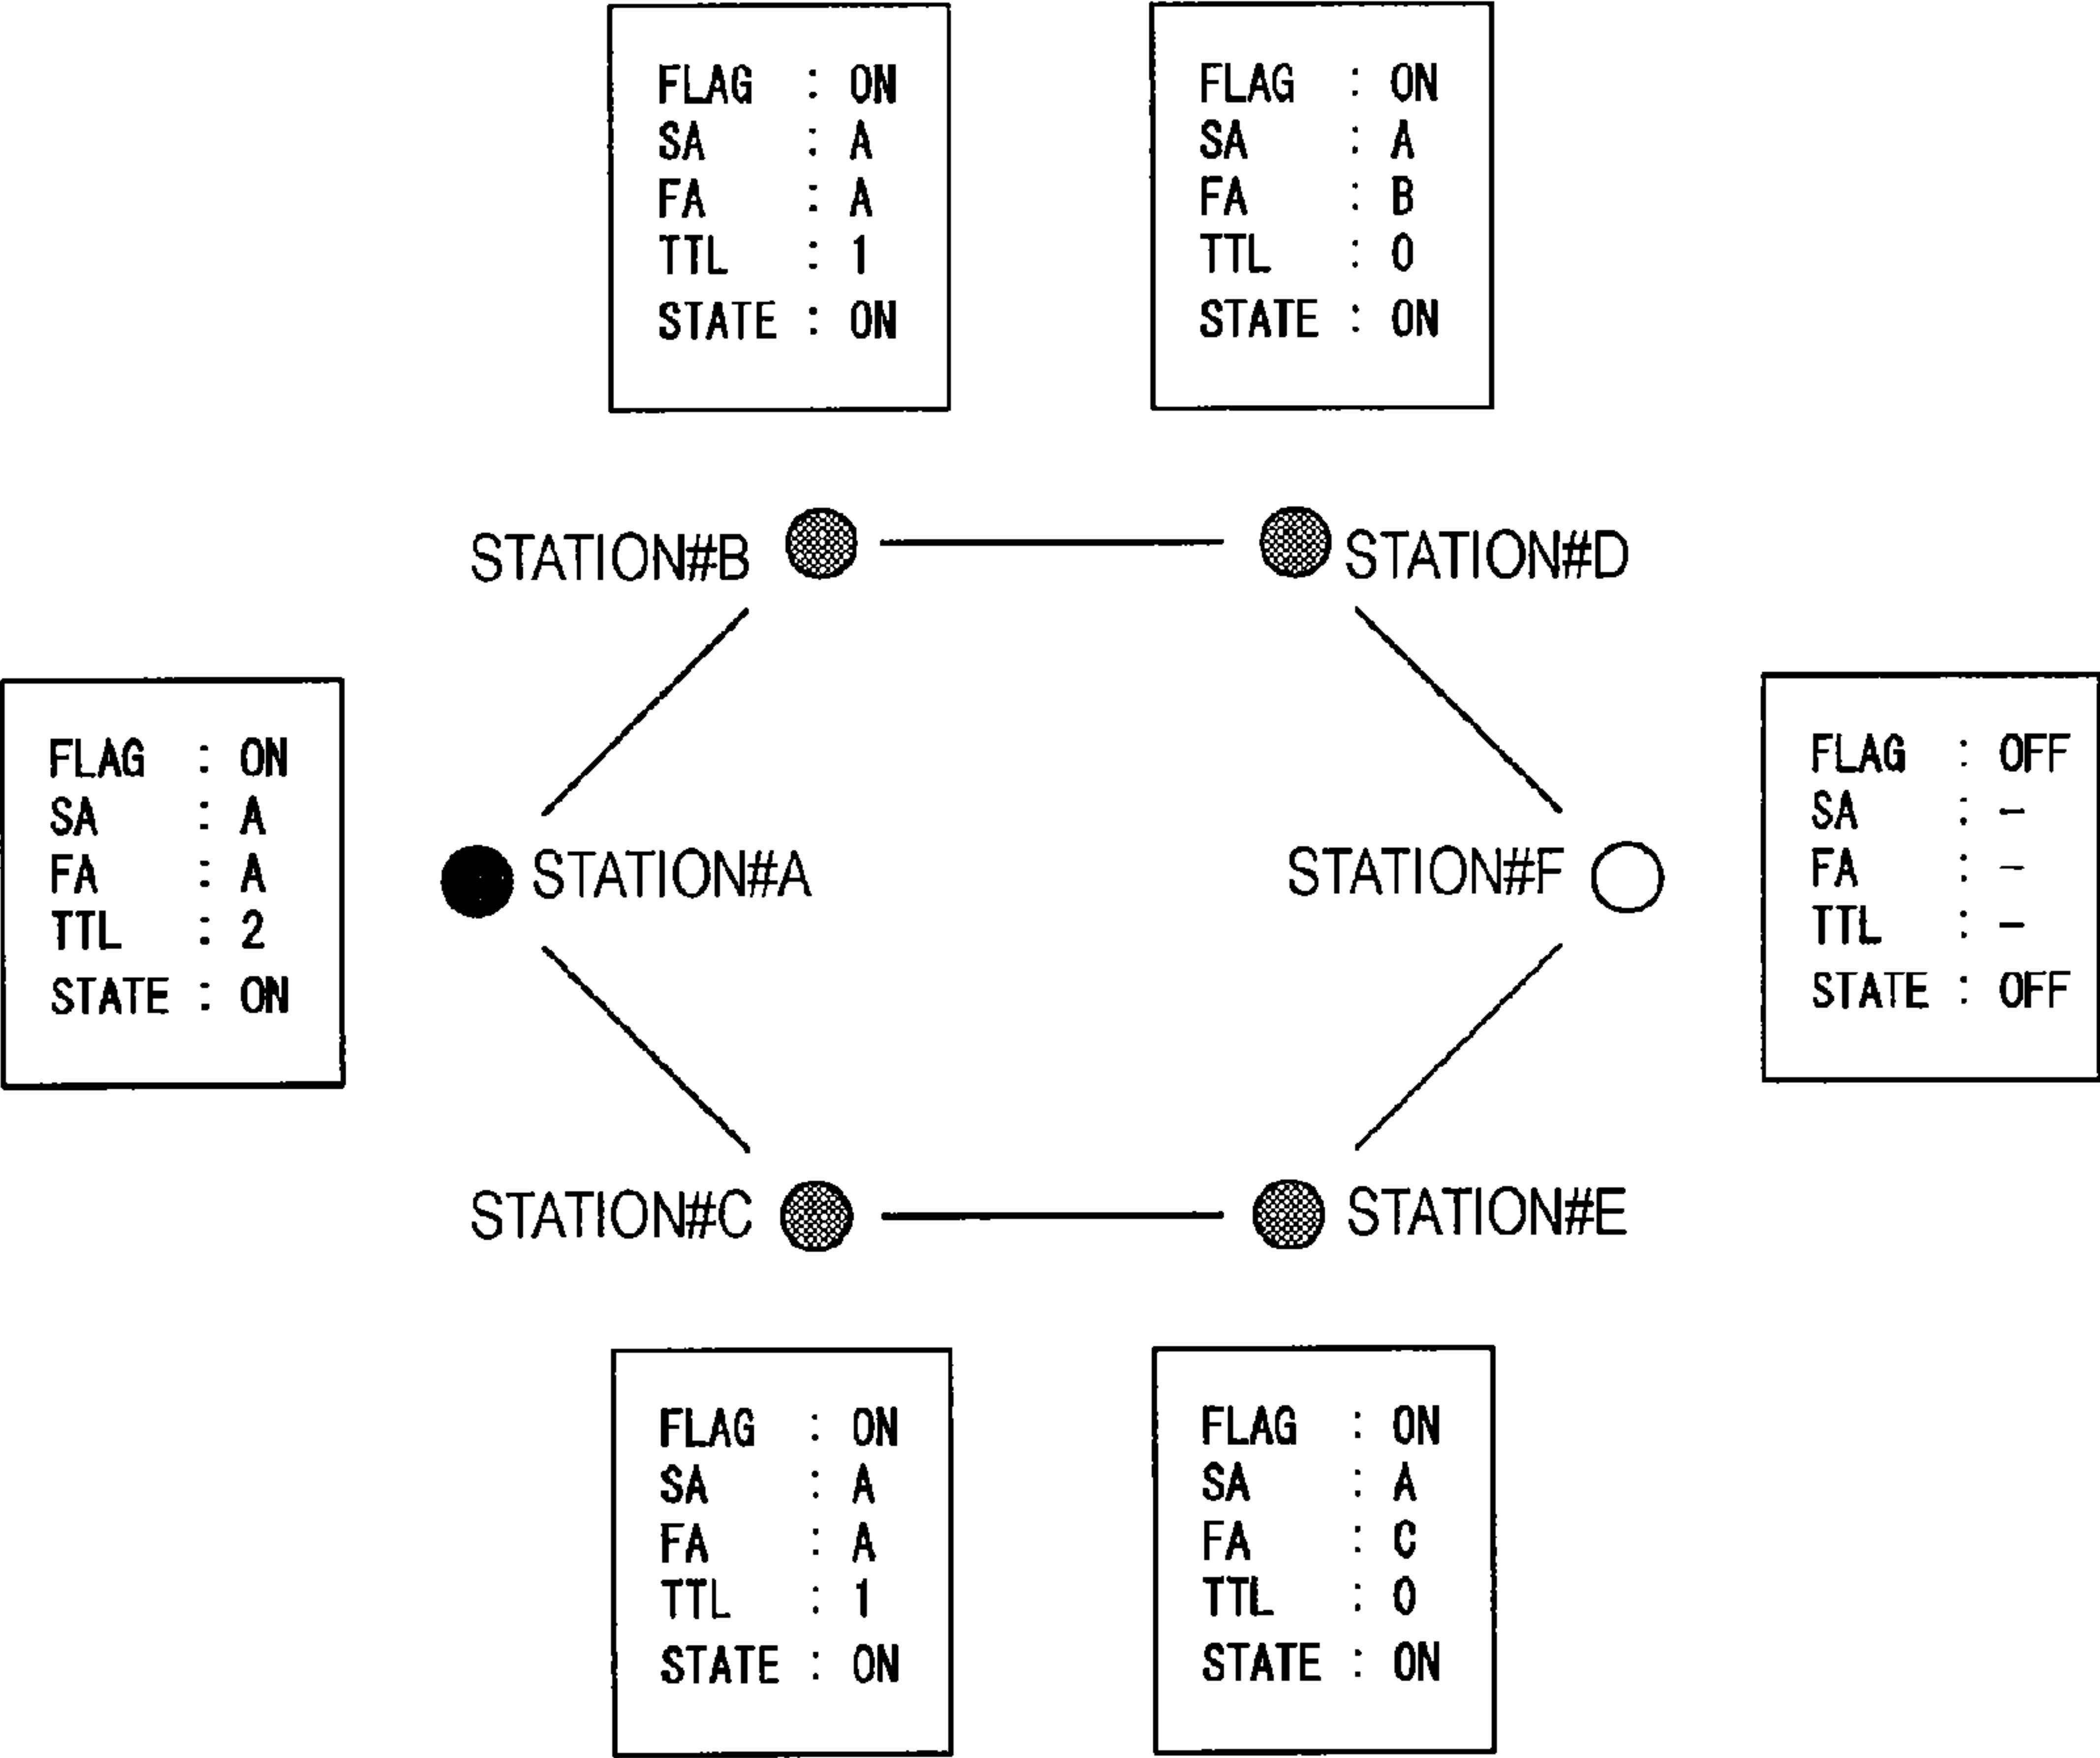 FLAG : ON
SA : A
FA : A
TTL : 1
STATE : ON
FLAG : ON
SA : A
FA : B
TTL : 0
STATE : ON
STATION#B
STATION#D
FLAG : ON
SA : A
FA : A
TTL : 2
STATE : ON
STATION#A
STATION#F
FLAG : OFF
SA : -
FA : -
TTL : -
STATE : OFF
STATION#C
STATION#E
FLAG : ON
SA : A
FA : A
TTL : 1
STATE : ON
FLAG : ON
SA : A
FA : C
TTL : 0
STATE : ON